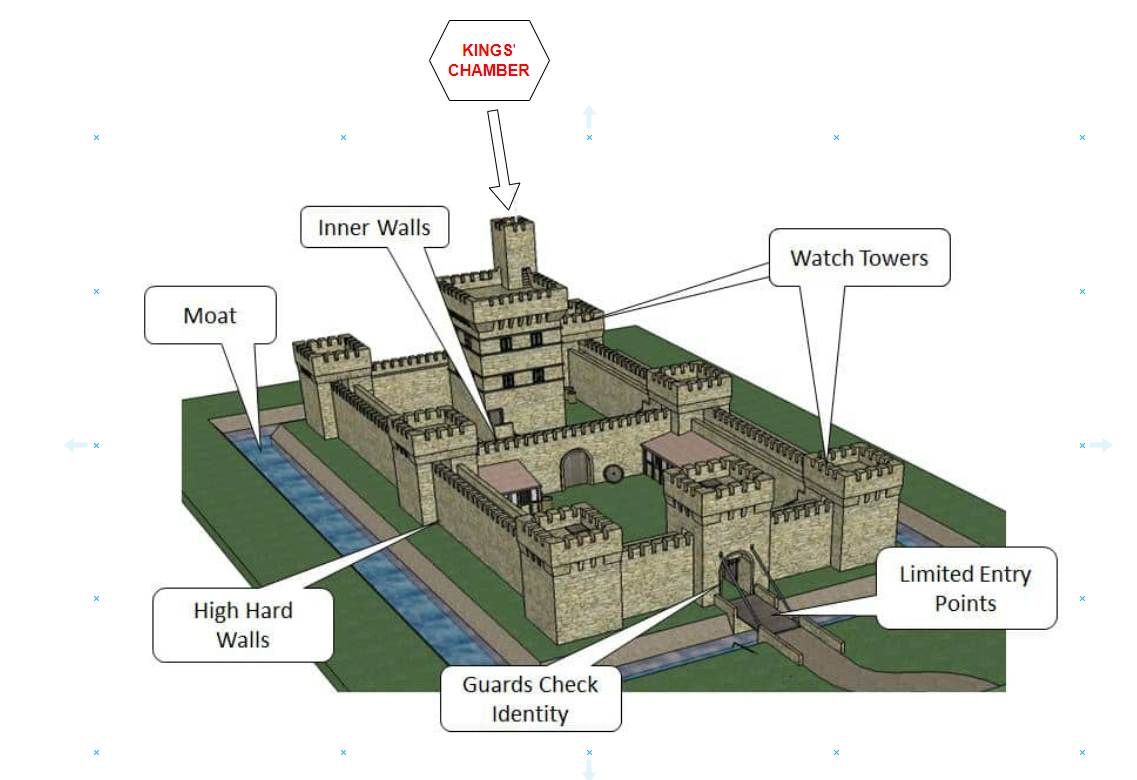 KINGS'
CHAMBER
Inner Walls
Watch Towers
Moat
Limited Entry
Points
High Hard
Walls
Guards Check
Identity